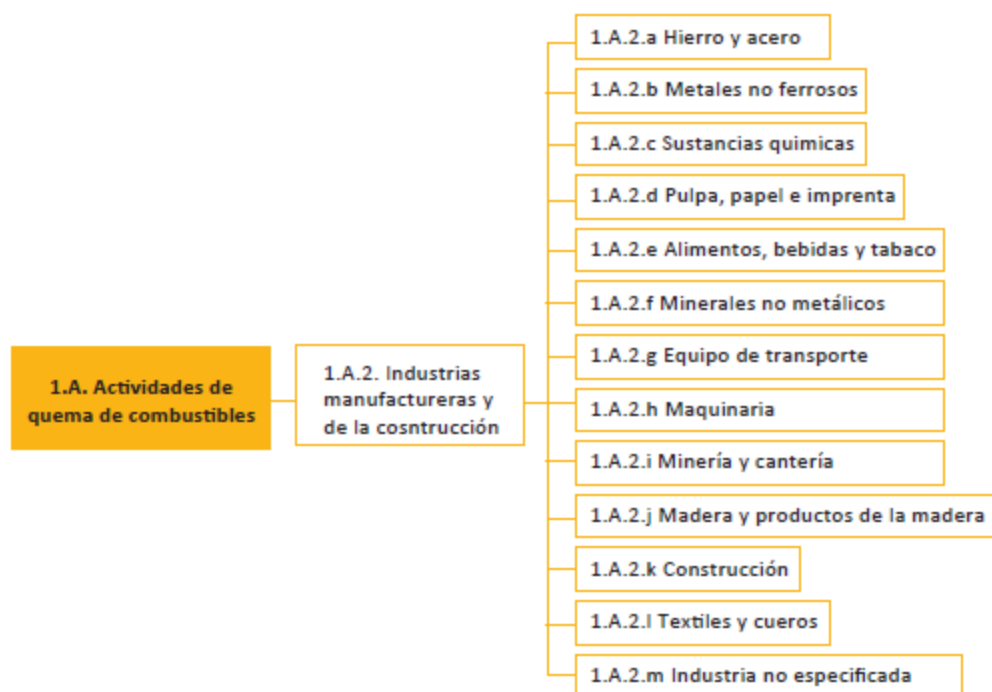 1.A. Actividades de
quema de combustibles
1.A.2. Industrias
manufactureras y
de la cosntrucción
1.A.2.a Hierro y acero
1.A.2.b Metales no ferrosos
1.A.2.c Sustancias quimicas
1.A.2.d Pulpa, papel e imprenta
1.A.2.e Alimentos, bebidas y tabaco
1.A.2.f Minerales no metálicos
1.A.2.g Equipo de transporte
1.A.2.h Maquinaria
1.A.2.i Minería y cantería
1.A.2.j Madera y productos de la madera
1.A.2.k Construcción
1.A.2.l Textiles y cueros
1.A.2.m Industria no especificada